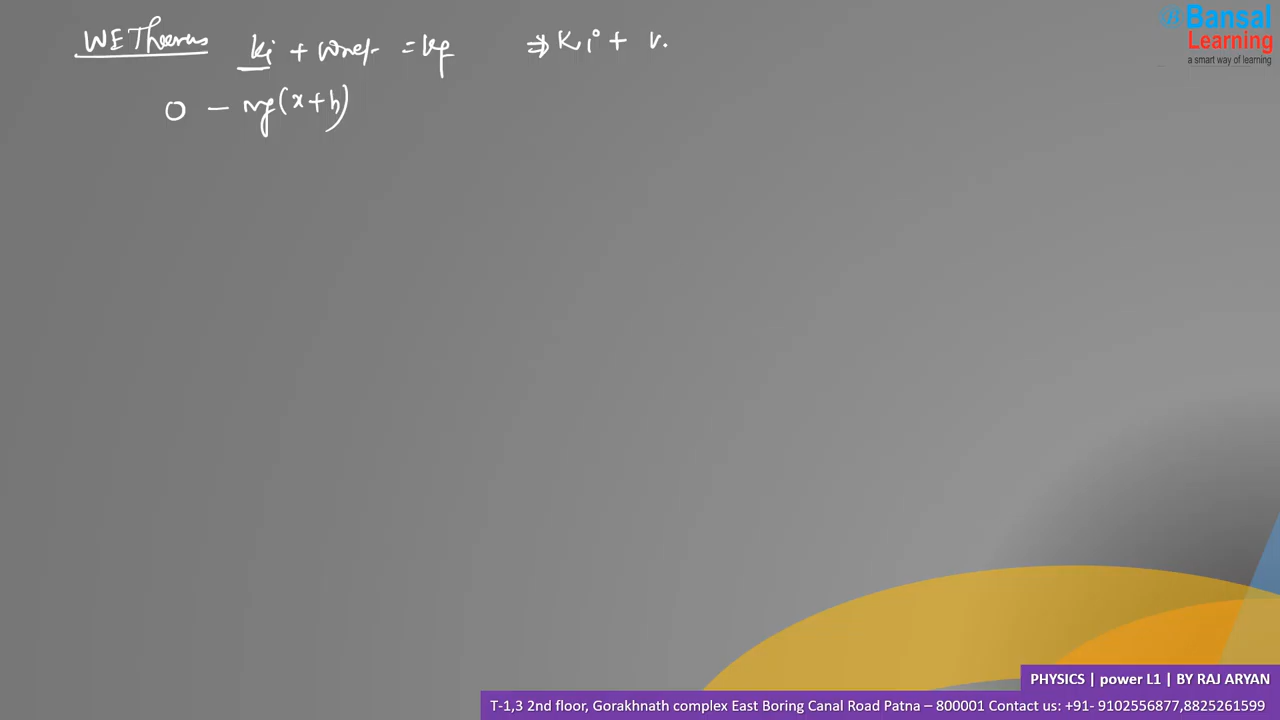 WE Theorem Ki + Wnet = Kf ⇒ Ki + 
0 - mg(x+h)
Bansal
Learning
a smart way of learning
PHYSICS | power L1 | BY RAJ ARYAN
T-1,3 2nd floor, Gorakhnath complex East Boring Canal Road Patna – 800001 Contact us: +91- 9102556877,8825261599